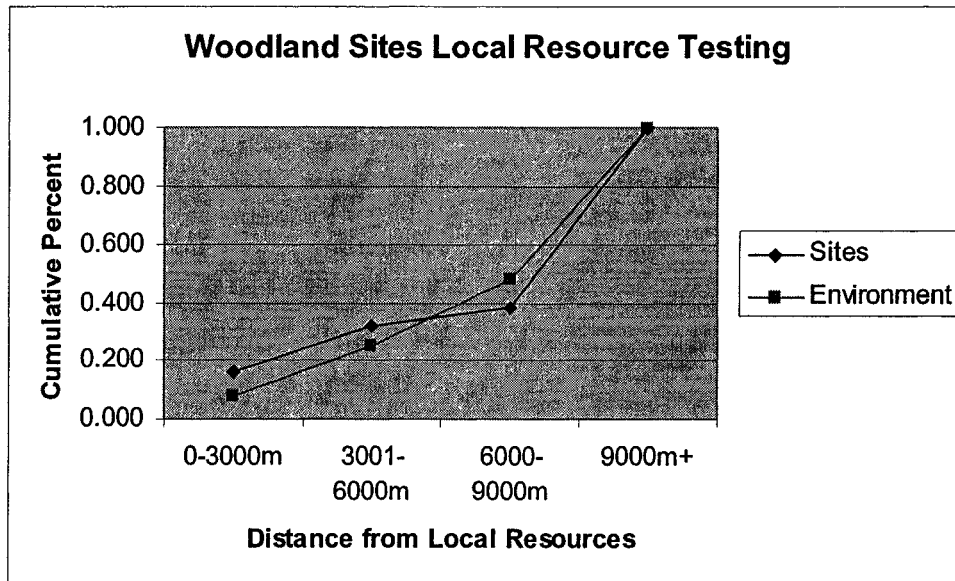 Woodland Sites Local Resource Testing
Cumulative Percent
1.000
0.800
0.600
0.400
0.200
0.000
0-3000m
3001-
6000m
6000-
9000m
9000m+
Distance from Local Resources
Sites
Environment